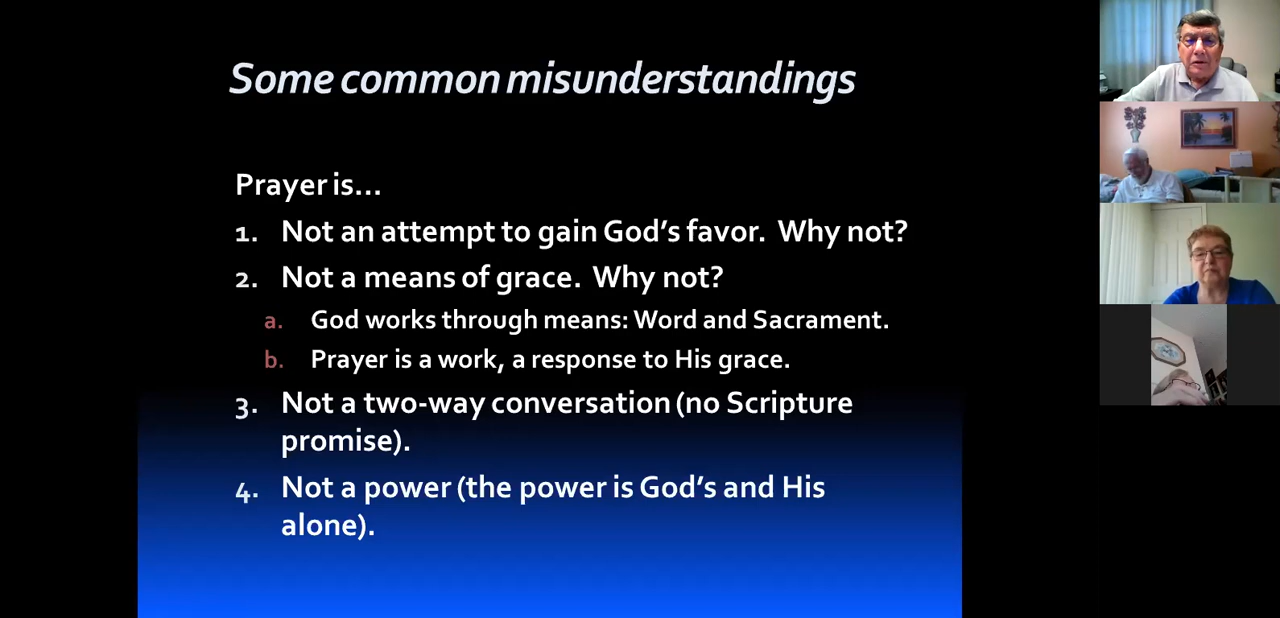 Some common misunderstandings
Prayer is...
1. Not an attempt to gain God's favor. Why not?
2. Not a means of grace. Why not?
a. God works through means: Word and Sacrament.
b. Prayer is a work, a response to His grace.
3. Not a two-way conversation (no Scripture
promise).
4. Not a power (the power is God's and His
alone).